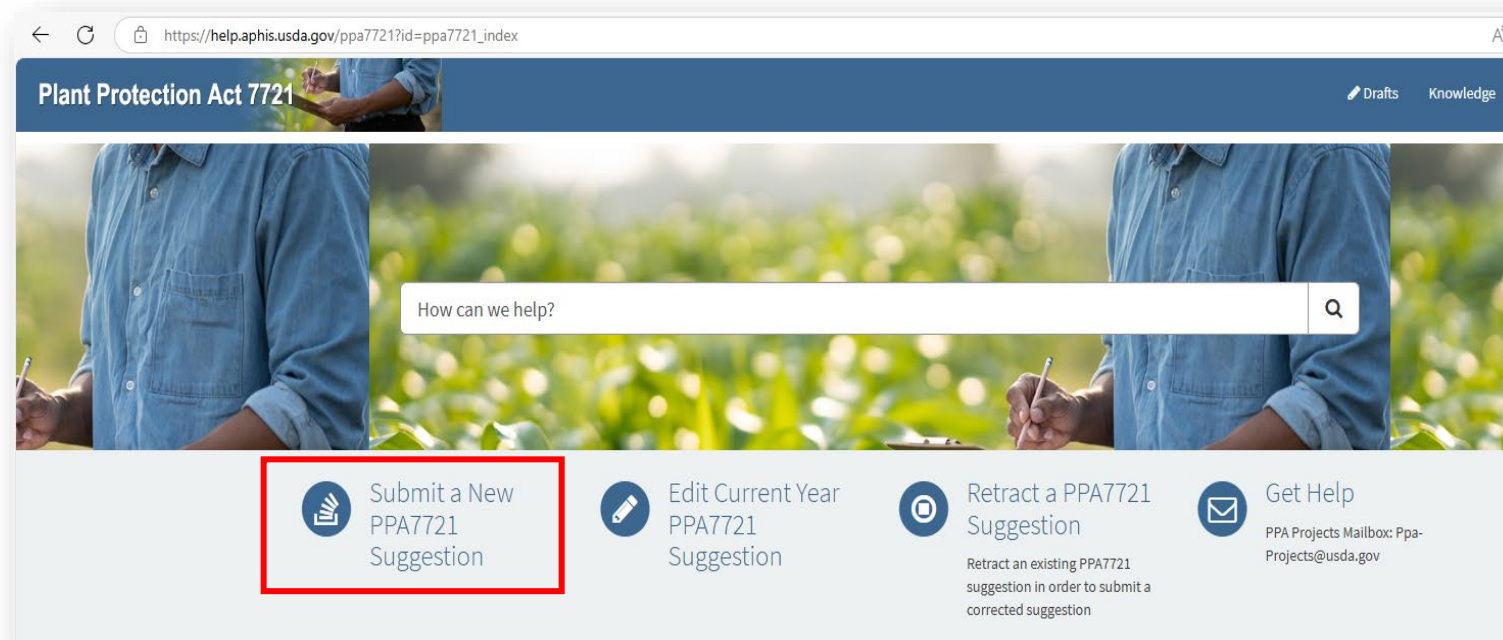 https://help.aphis.usda.gov/ppa7721?id=ppa7721_index
Plant Protection Act 7721
Drafts Knowledge
How can we help?
Submit a New
PPA7721
Suggestion
Edit Current Year
PPA7721
Suggestion
Retract a PPA7721
Suggestion
Retract an existing PPA7721
suggestion in order to submit a
corrected suggestion
Get Help
PPA Projects Mailbox: Ppa-
Projects@usda.gov